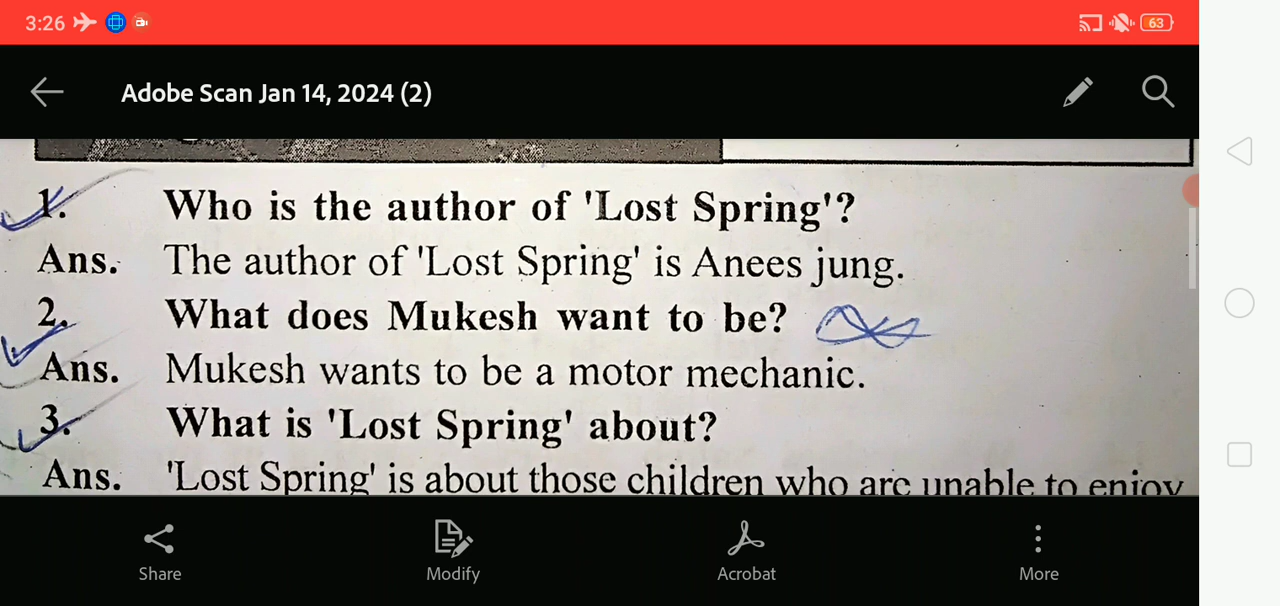 3:26 63
Adobe Scan Jan 14, 2024 (2)
1. Who is the author of 'Lost Spring'?
Ans. The author of 'Lost Spring' is Anees jung.
2. What does Mukesh want to be?
Ans. Mukesh wants to be a motor mechanic.
3. What is 'Lost Spring' about?
Ans. 'Lost Spring' is about those children who are unable to enjoy
Share Modify Acrobat More